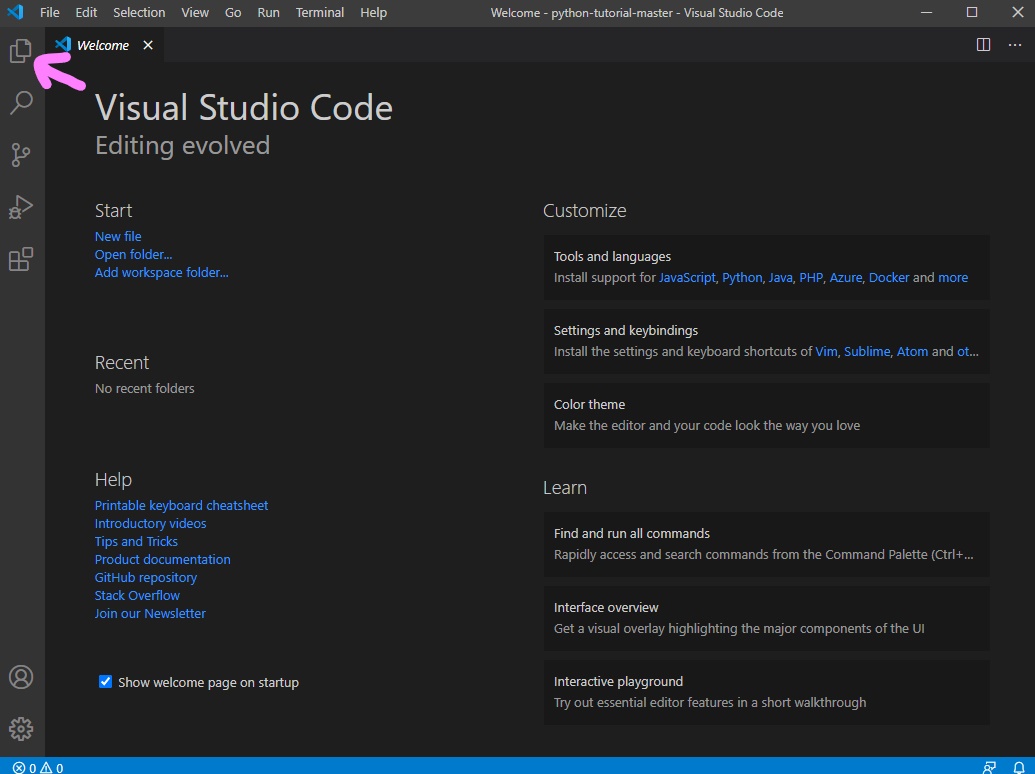 File Edit Selection View Go Run Terminal Help Welcome - python-tutorial-master - Visual Studio Code
Welcome
Visual Studio Code
Editing evolved
Start
New file
Open folder...
Add workspace folder...
Recent
No recent folders
Help
Printable keyboard cheatsheet
Introductory videos
Tips and Tricks
Product documentation
GitHub repository
Stack Overflow
Join our Newsletter
Show welcome page on startup
Customize
Tools and languages
Install support for JavaScript, Python, Java, PHP, Azure, Docker and more
Settings and keybindings
Install the settings and keyboard shortcuts of Vim, Sublime, Atom and ot...
Color theme
Make the editor and your code look the way you love
Learn
Find and run all commands
Rapidly access and search commands from the Command Palette (Ctrl+...
Interface overview
Get a visual overlay highlighting the major components of the UI
Interactive playground
Try out essential editor features in a short walkthrough
0 0